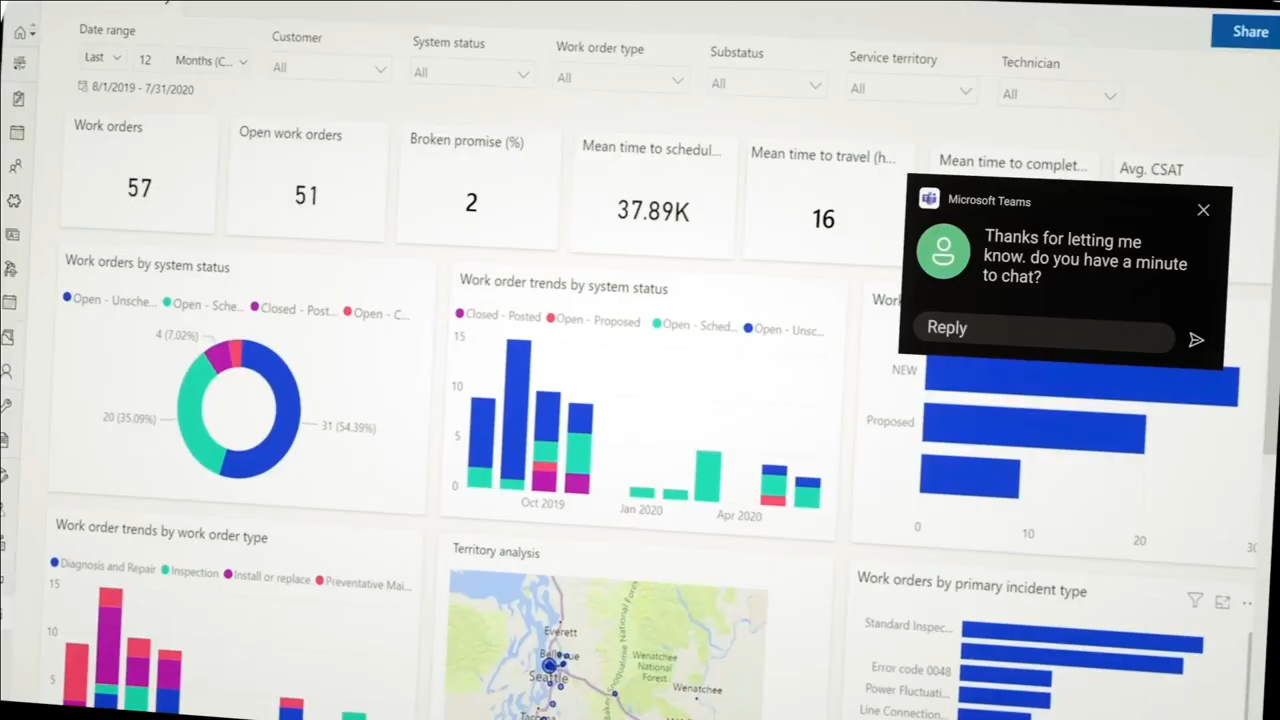 Share
Date range
Customer
System status
Work order type
Substatus
Service territory
Technician
Last
12
Months (C...
All
All
All
All
All
All
8/1/2019 - 7/31/2020
Work orders
Open work orders
Broken promise (%)
Mean time to schedul...
Mean time to travel (h...
Mean time to complet...
Avg. CSAT
57
51
2
37.89K
16
Microsoft Teams
Thanks for letting me
know. do you have a minute
to chat?
Reply
Work orders by system status
Open - Unsche...
Open - Sche...
Closed - Post...
Open - C...
4 (7.02%)
20 (35.09%)
31 (54.39%)
Work order trends by system status
Closed - Posted
Open - Proposed
Open - Sched...
Open - Unsc...
15
10
5
0
Oct 2019
Jan 2020
Apr 2020
NEW
Proposed
0
10
20
Work order trends by work order type
Diagnosis and Repair
Inspection
Install or replace
Preventative Mai...
15
10
5
Territory analysis
Everett
Bellevue
Seattle
Wenatchee
National
Forest
Wenatchee
Work orders by primary incident type
Standard Inspec...
Error code 0048
Power Fluctuati...
Line Connection...